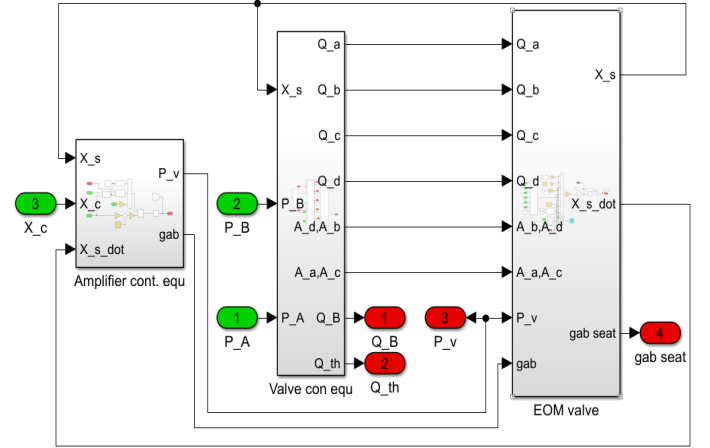 Q_a
Q_a
X_s
X_s
Q_b
Q_b
Q_c
Q_c
X_s
P_v
Q_d
Q_d
3
X_c
2
P_B
X_s_dot
X_c
P_B
A_d,A_b
A_b,A_d
gab
X_s_dot
Amplifier cont. equ
A_a,A_c
A_a,A_c
1
P_A
P_A
Q_B
1
Q_B
3
P_v
P_v
gab seat
4
gab seat
Q_th
2
Q_th
gab
Valve con equ
EOM valve